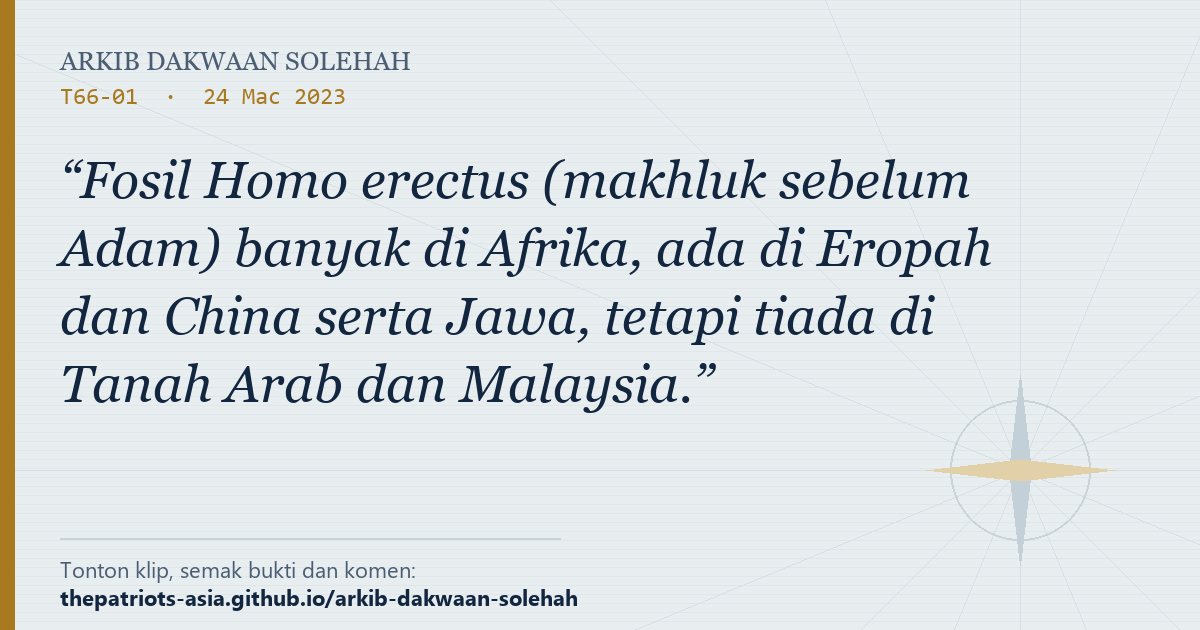 ARKIB DAKWAAN SOLEHAH
T66-01 · 24 Mac 2023
“Fosil Homo erectus (makhluk sebelum
Adam) banyak di Afrika, ada di Eropah
dan China serta Jawa, tetapi tiada di
Tanah Arab dan Malaysia.”
Tonton klip, semak bukti dan komen:
thepatriots-asia.github.io/arkib-dakwaan-solehah